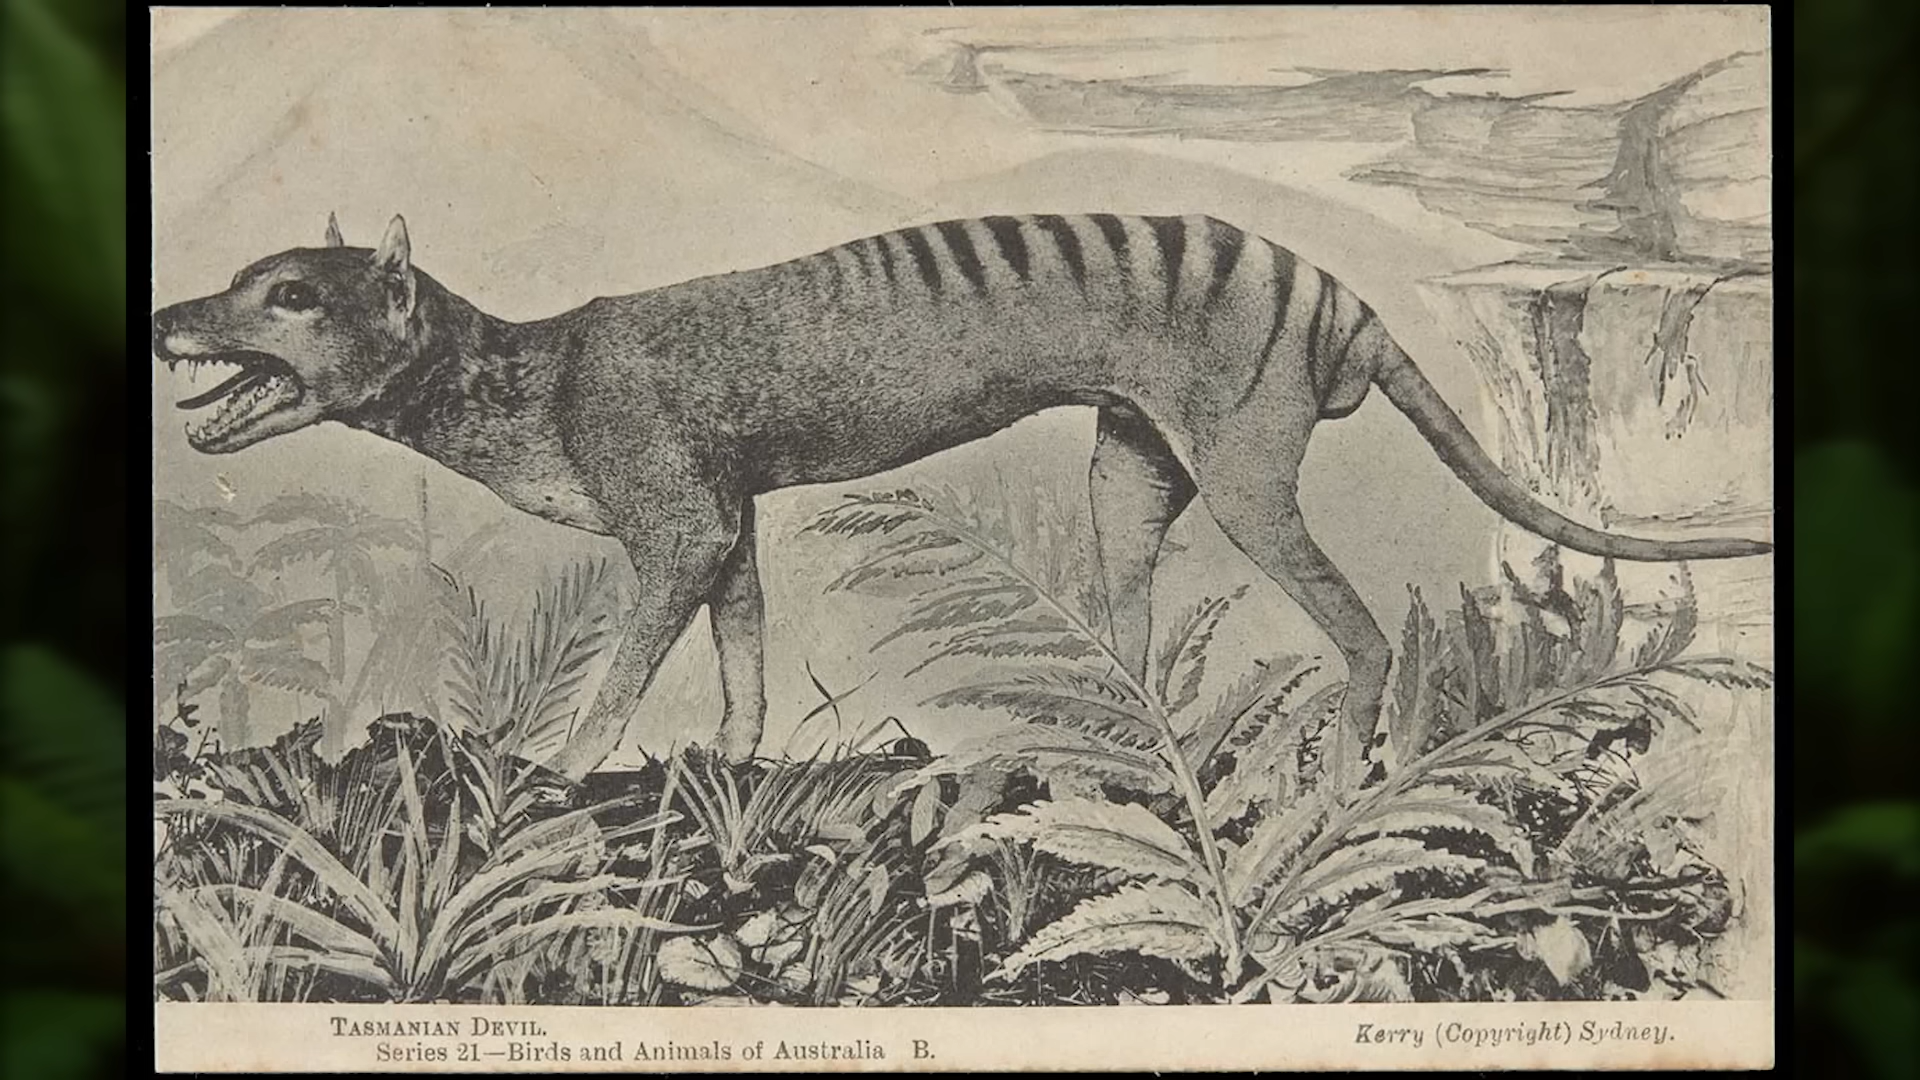 TASMANIAN DEVIL.
Series 21—Birds and Animals of Australia B.
Kerry (Copyright) Sydney.